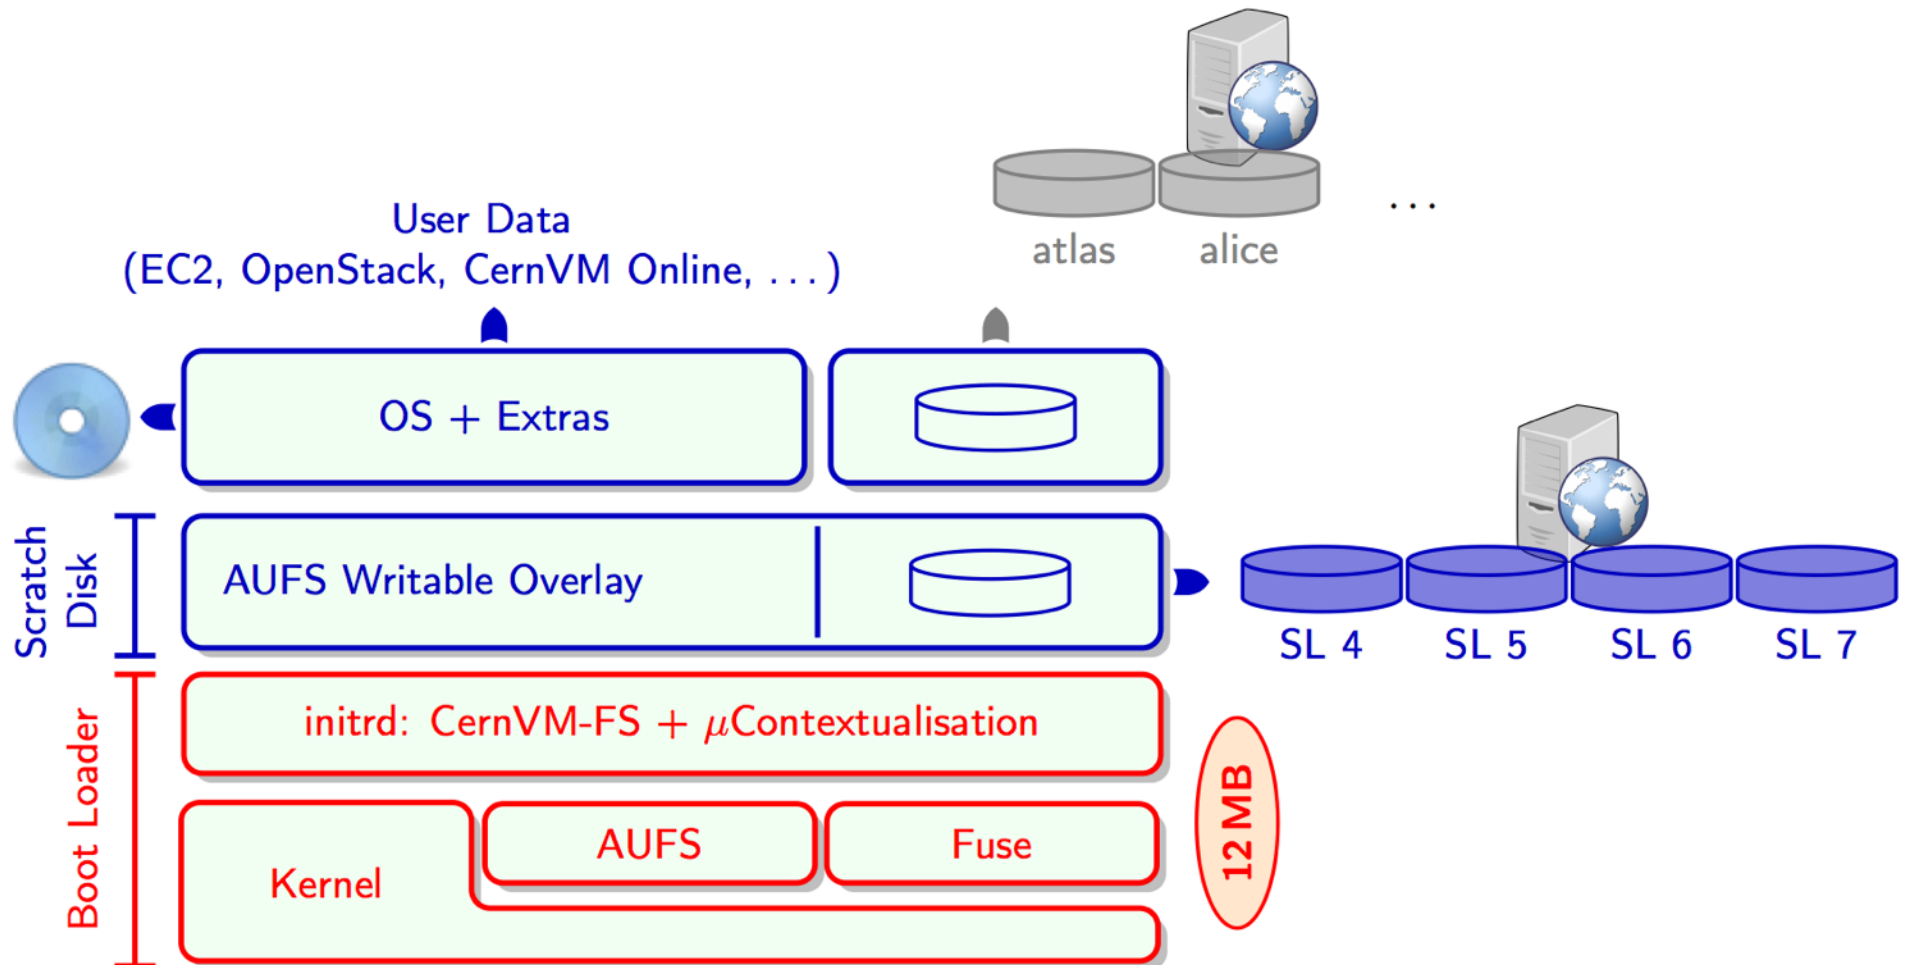 atlas
alice
...
User Data
(EC2, OpenStack, CernVM Online, ...)
OS + Extras
Scratch
Disk
AUFS Writable Overlay
SL 4
SL 5
SL 6
SL 7
Boot Loader
initrd: CernVM-FS + μContextualisation
12 MB
Kernel
AUFS
Fuse